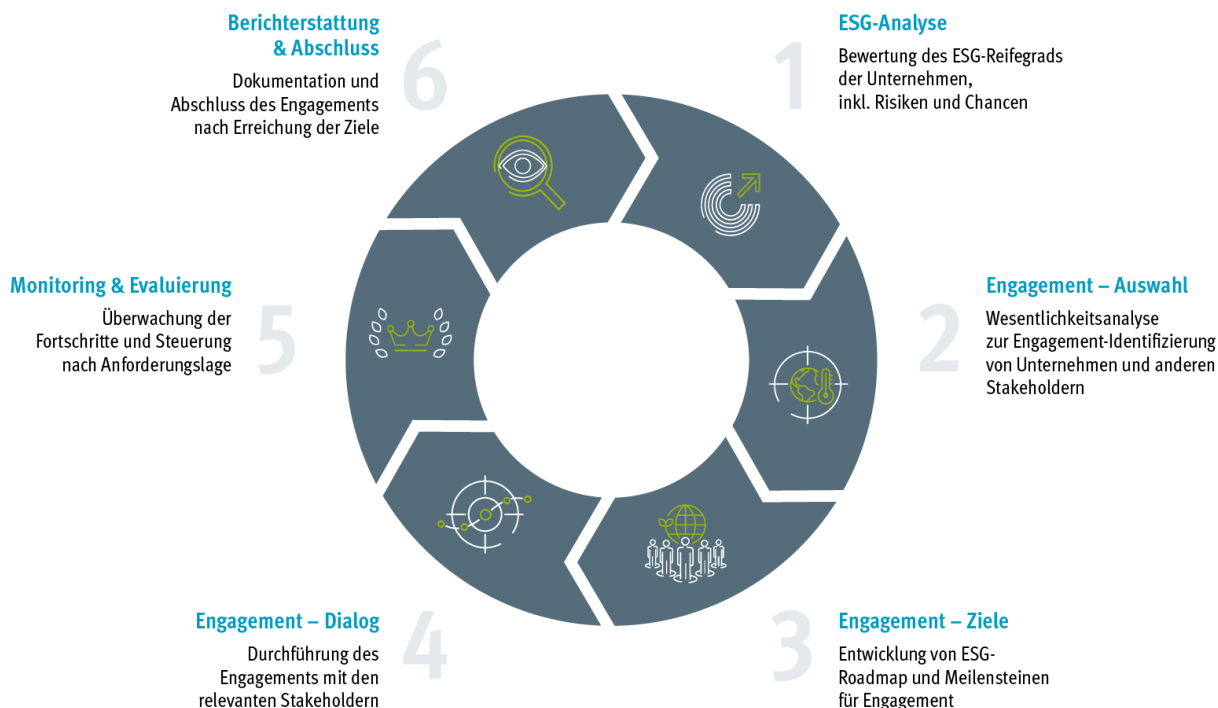 1
ESG-Analyse
Bewertung des ESG-Reifegrads
der Unternehmen,
inkl. Risiken und Chancen
2
Engagement – Auswahl
Wesentlichkeitsanalyse
zur Engagement-Identifizierung
von Unternehmen und anderen
Stakeholdern
3
Engagement – Ziele
Entwicklung von ESG-
Roadmap und Meilensteinen
für Engagement
4
Engagement – Dialog
Durchführung des
Engagements mit den
relevanten Stakeholdern
5
Monitoring & Evaluierung
Überwachung der
Fortschritte und Steuerung
nach Anforderungslage
6
Berichterstattung
& Abschluss
Dokumentation und
Abschluss des Engagements
nach Erreichung der Ziele